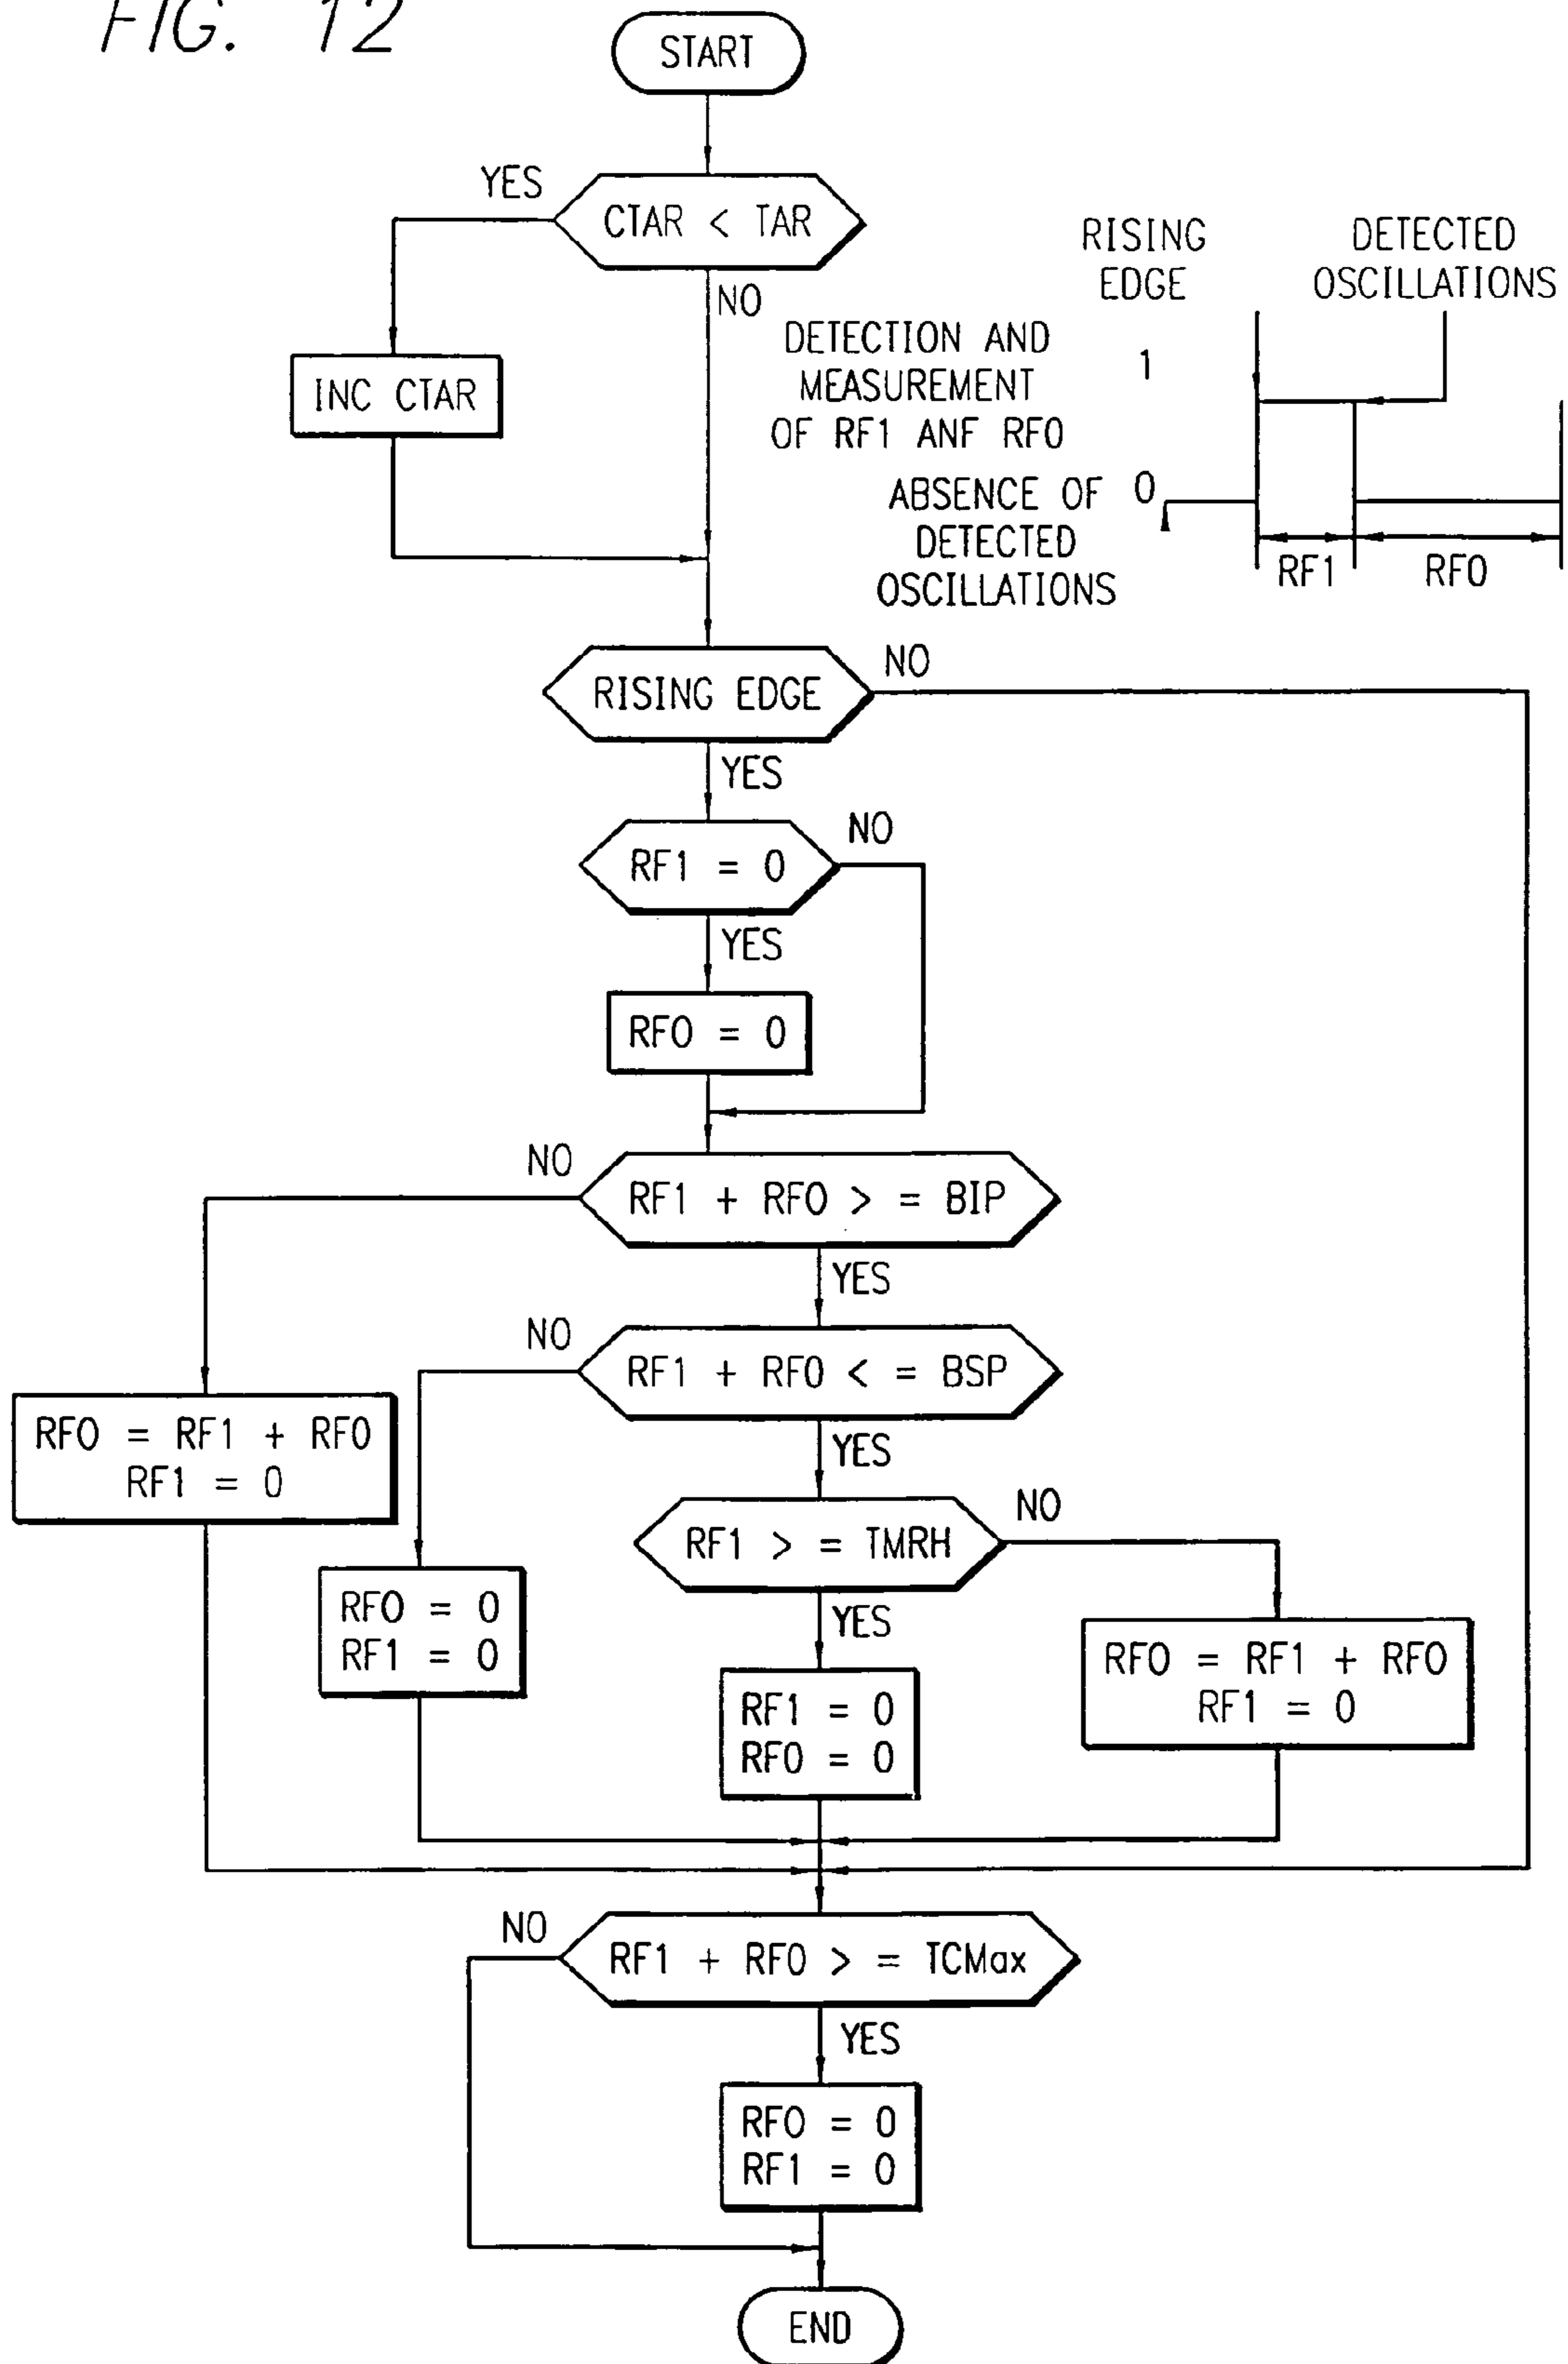 FIG. 12
START
YES
CTAR < TAR
NO
INC CTAR
DETECTION AND
MEASUREMENT
OF RF1 ANF RF0
RISING
EDGE
DETECTED
OSCILLATIONS
1
ABSENCE OF
DETECTED
OSCILLATIONS
0
RF1
RF0
RISING EDGE
NO
YES
RF1 = 0
NO
YES
RF0 = 0
NO
RF1 + RF0 > = BIP
YES
NO
RF1 + RF0 < = BSP
YES
RF0 = RF1 + RF0
RF1 = 0
RF1 > = TMRH
NO
YES
RF0 = 0
RF1 = 0
RF1 = 0
RF0 = 0
RF0 = RF1 + RF0
RF1 = 0
NO
RF1 + RF0 > = TCMax
YES
RF0 = 0
RF1 = 0
END